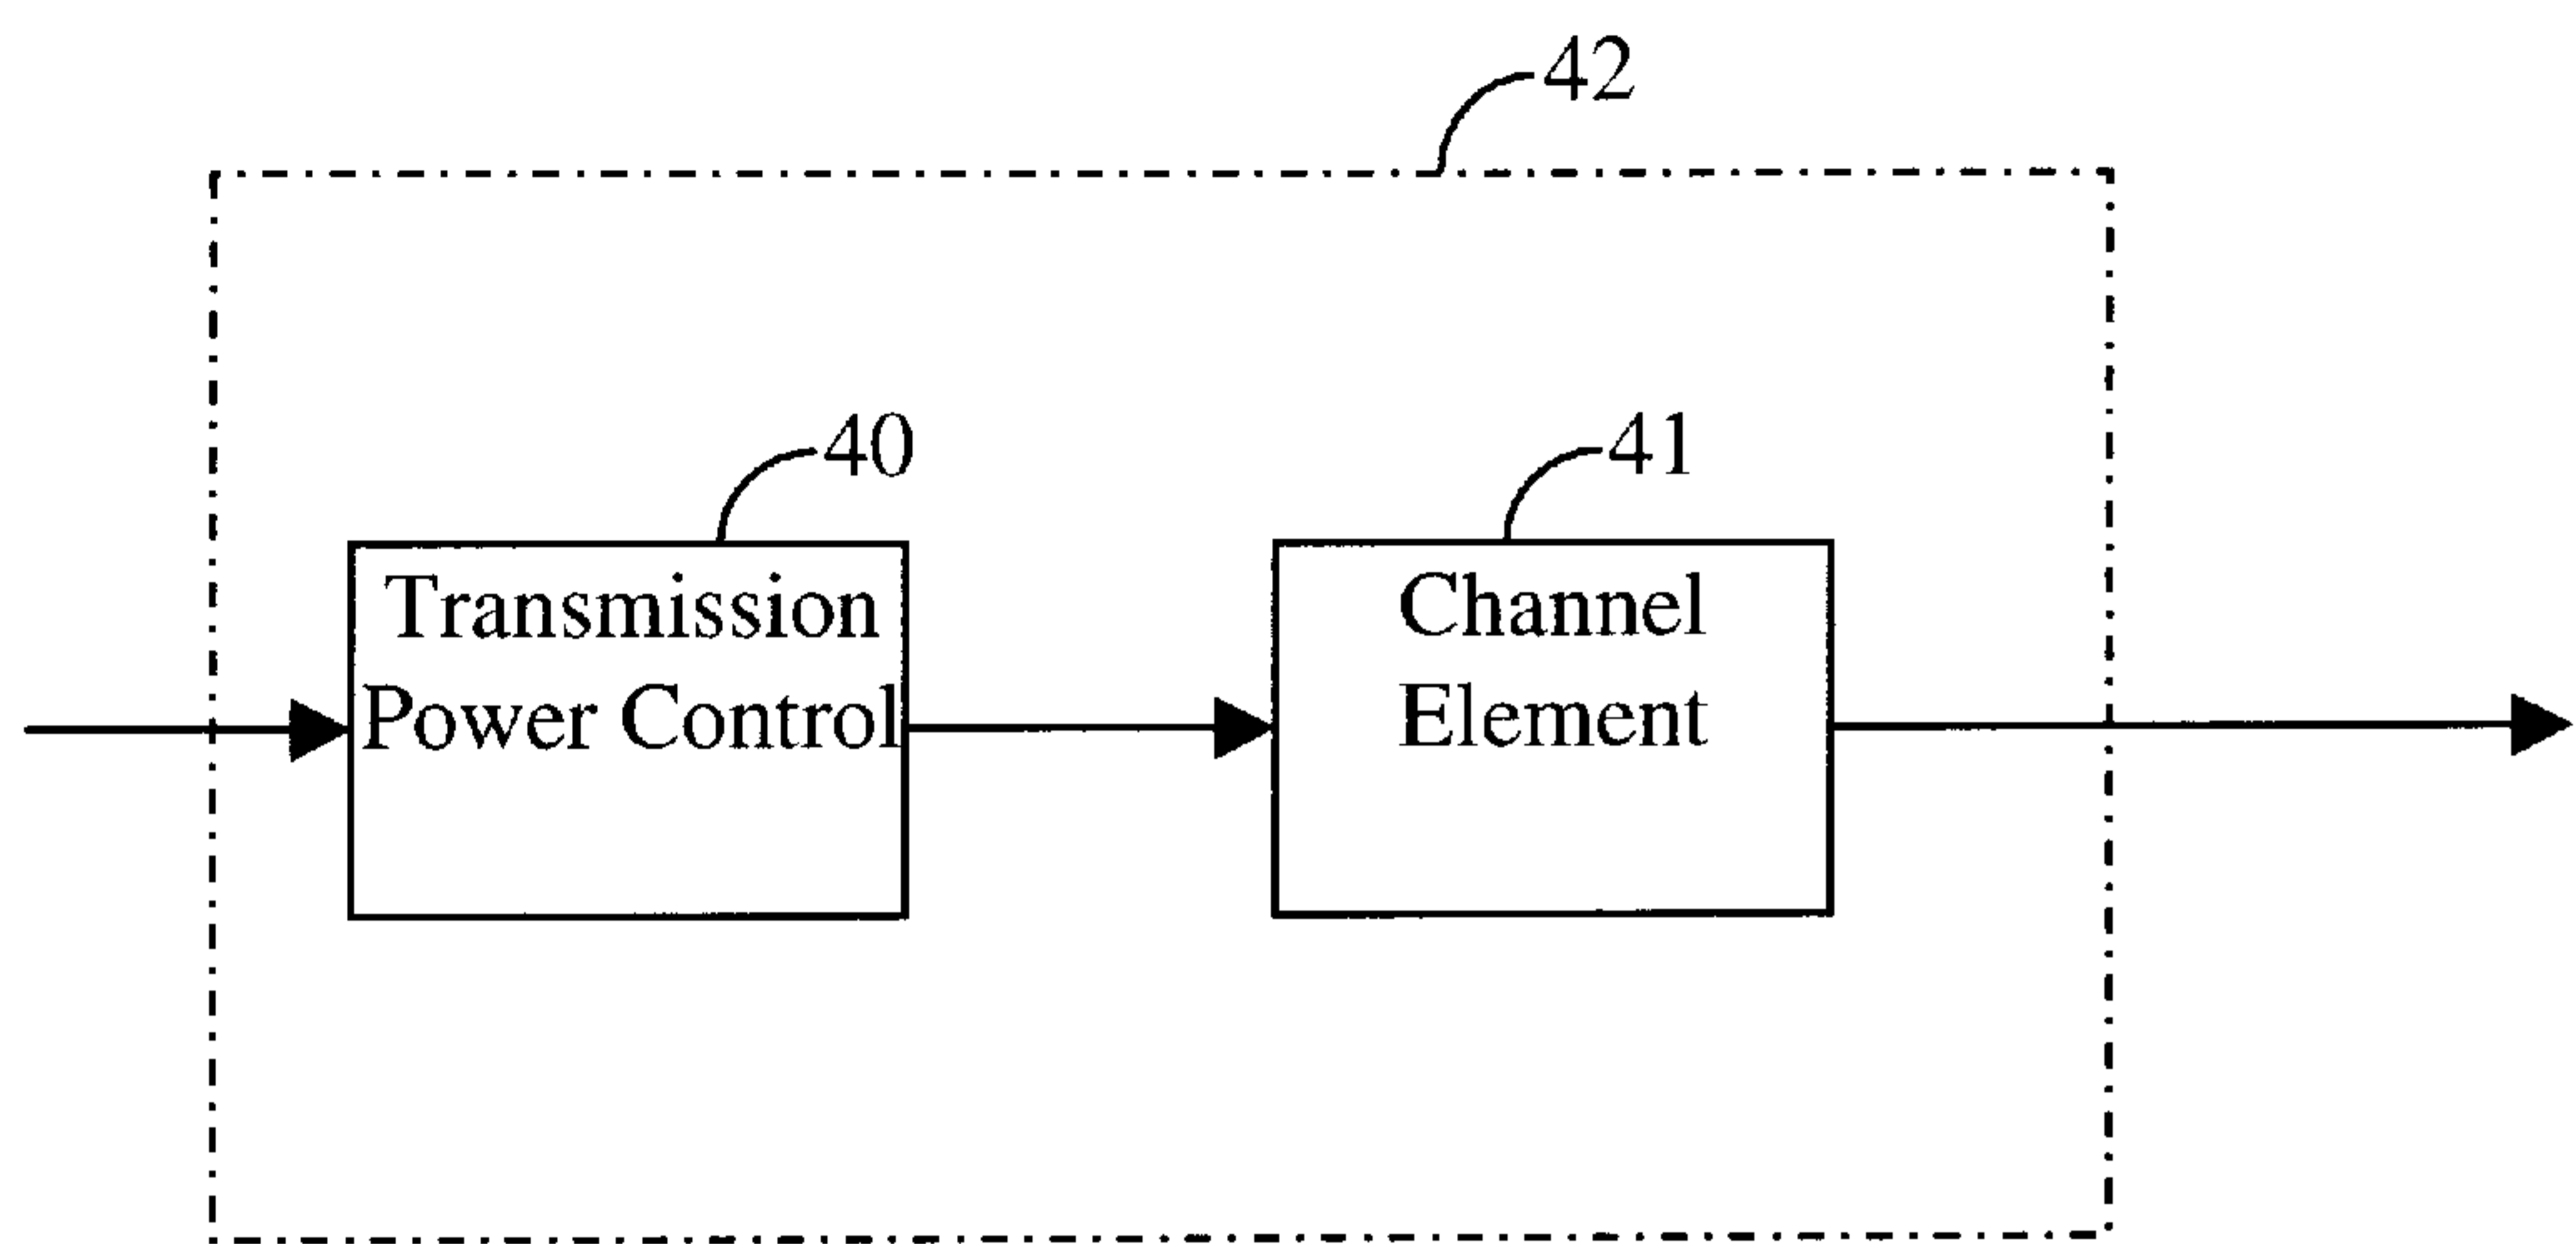 42
40
41
Transmission
Power Control
Channel
Element